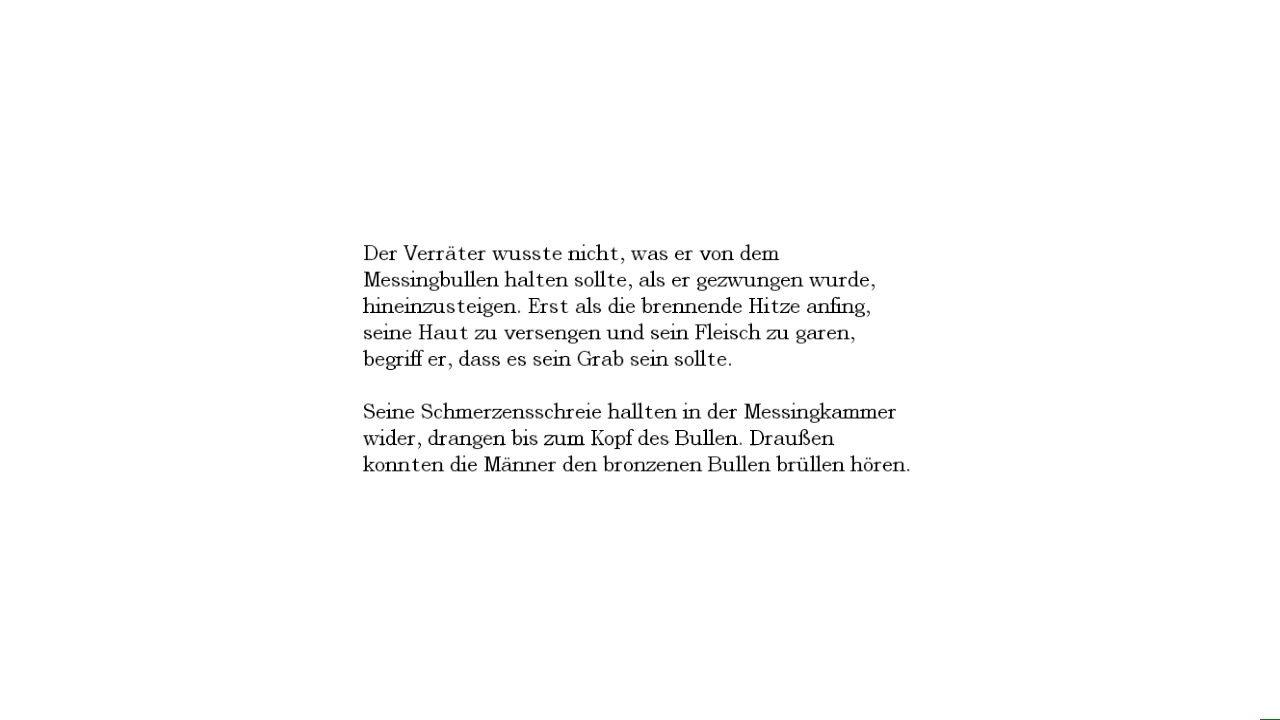 Der Verräter wusste nicht, was er von dem
Messingbullen halten sollte, als er gezwungen wurde,
hineinzusteigen. Erst als die brennende Hitze anfing,
seine Haut zu versengen und sein Fleisch zu garen,
begriff er, dass es sein Grab sein sollte.

Seine Schmerzensschreie hallten in der Messingkammer
wider, drangen bis zum Kopf des Bullen. Draußen
konnten die Männer den bronzenen Bullen brüllen hören.